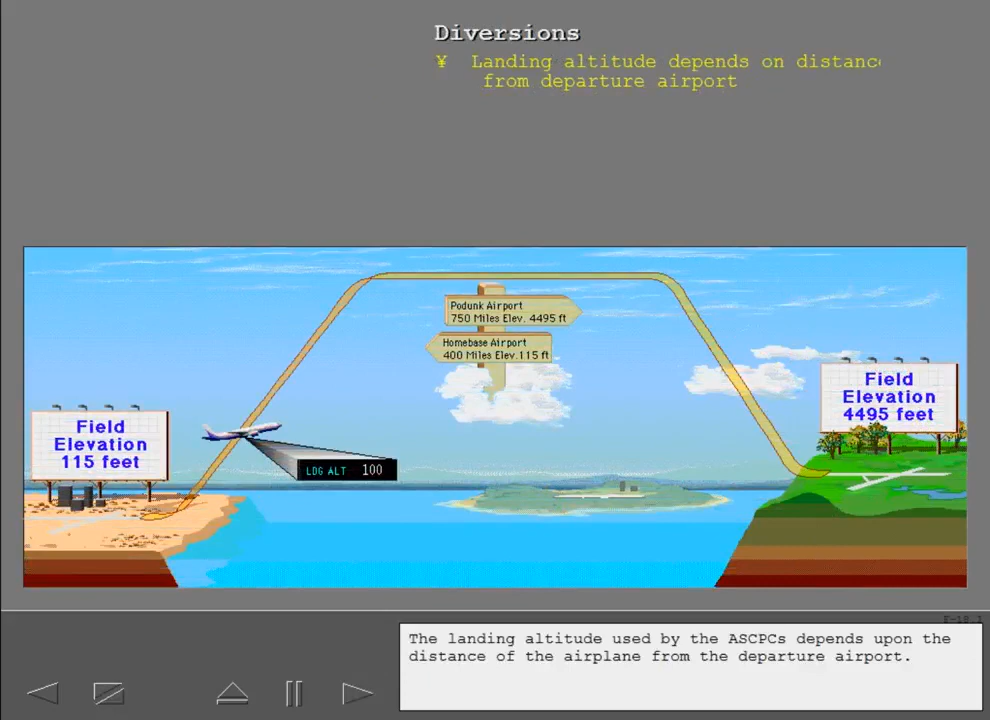 Diversions
¥ Landing altitude depends on distance
from departure airport
Podunk Airport
750 Miles Elev. 4495 ft
Homebase Airport
400 Miles Elev.115 ft
Field
Elevation
4495 feet
Field
Elevation
115 feet
LDG ALT 100
The landing altitude used by the ASCPCs depends upon the
distance of the airplane from the departure airport.